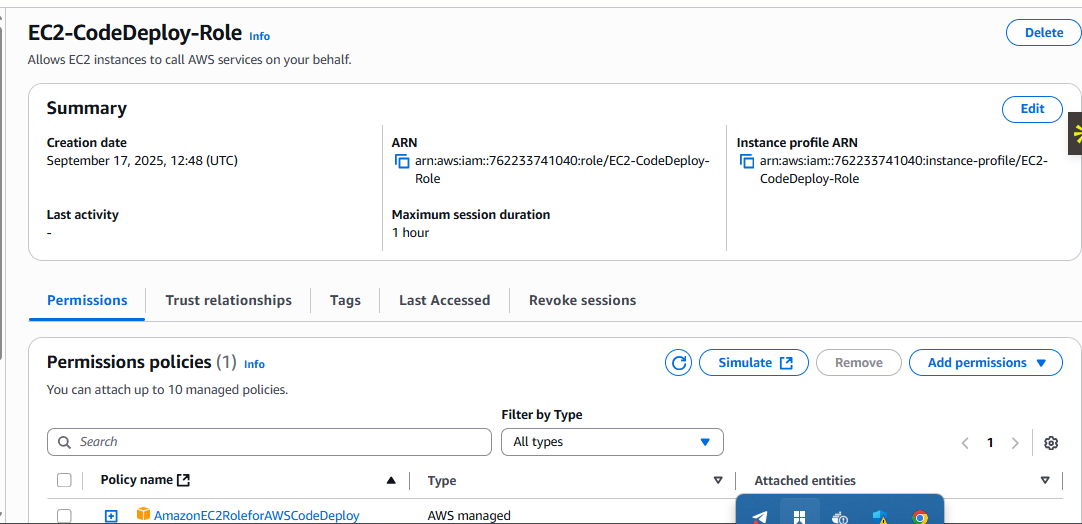 EC2-CodeDeploy-Role Info
Delete
Allows EC2 instances to call AWS services on your behalf.
Summary
Edit
Creation date
September 17, 2025, 12:48 (UTC)
ARN
arn:aws:iam::762233741040:role/EC2-CodeDeploy-
Role
Instance profile ARN
arn:aws:iam::762233741040:instance-profile/EC2-
CodeDeploy-Role
Last activity
-
Maximum session duration
1 hour
Permissions
Trust relationships
Tags
Last Accessed
Revoke sessions
Permissions policies (1) Info
Simulate
Remove
Add permissions
You can attach up to 10 managed policies.
Filter by Type
Search
All types
1
Policy name
Type
Attached entities
AmazonEC2RoleforAWSCodeDeploy
AWS managed